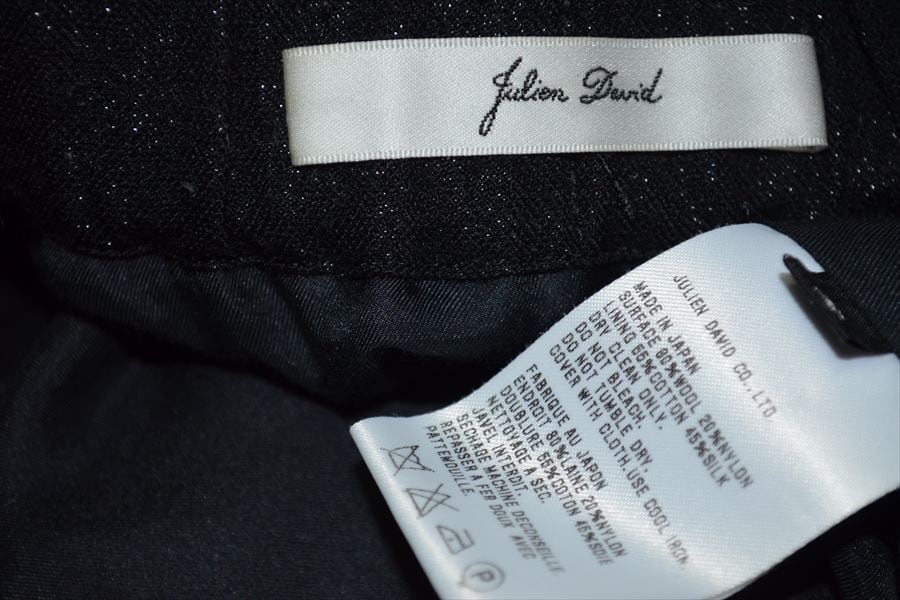 Julien David
JULIEN DAVID CO., LTD
MADE IN JAPAN
SURFACE 80%WOOL 20%NYLON
LINING 55%COTTON 45%SILK
DRY CLEAN ONLY.
DO NOT BLEACH.
DO NOT TUMBLE DRY.
COVER WITH CLOTH,USE COOL IRON.
FABRIQUE AU JAPON
ENDROIT 80%LAINE 20%NYLON
DOUBLURE 55%COTON 45%SOIE
NETTOYAGE A SEC.
JAVEL INTERDIT.
SECHAGE MACHINE DECONSEILLE.
REPASSER A FER DOUX AVEC
PATTEMOUILLE.
P